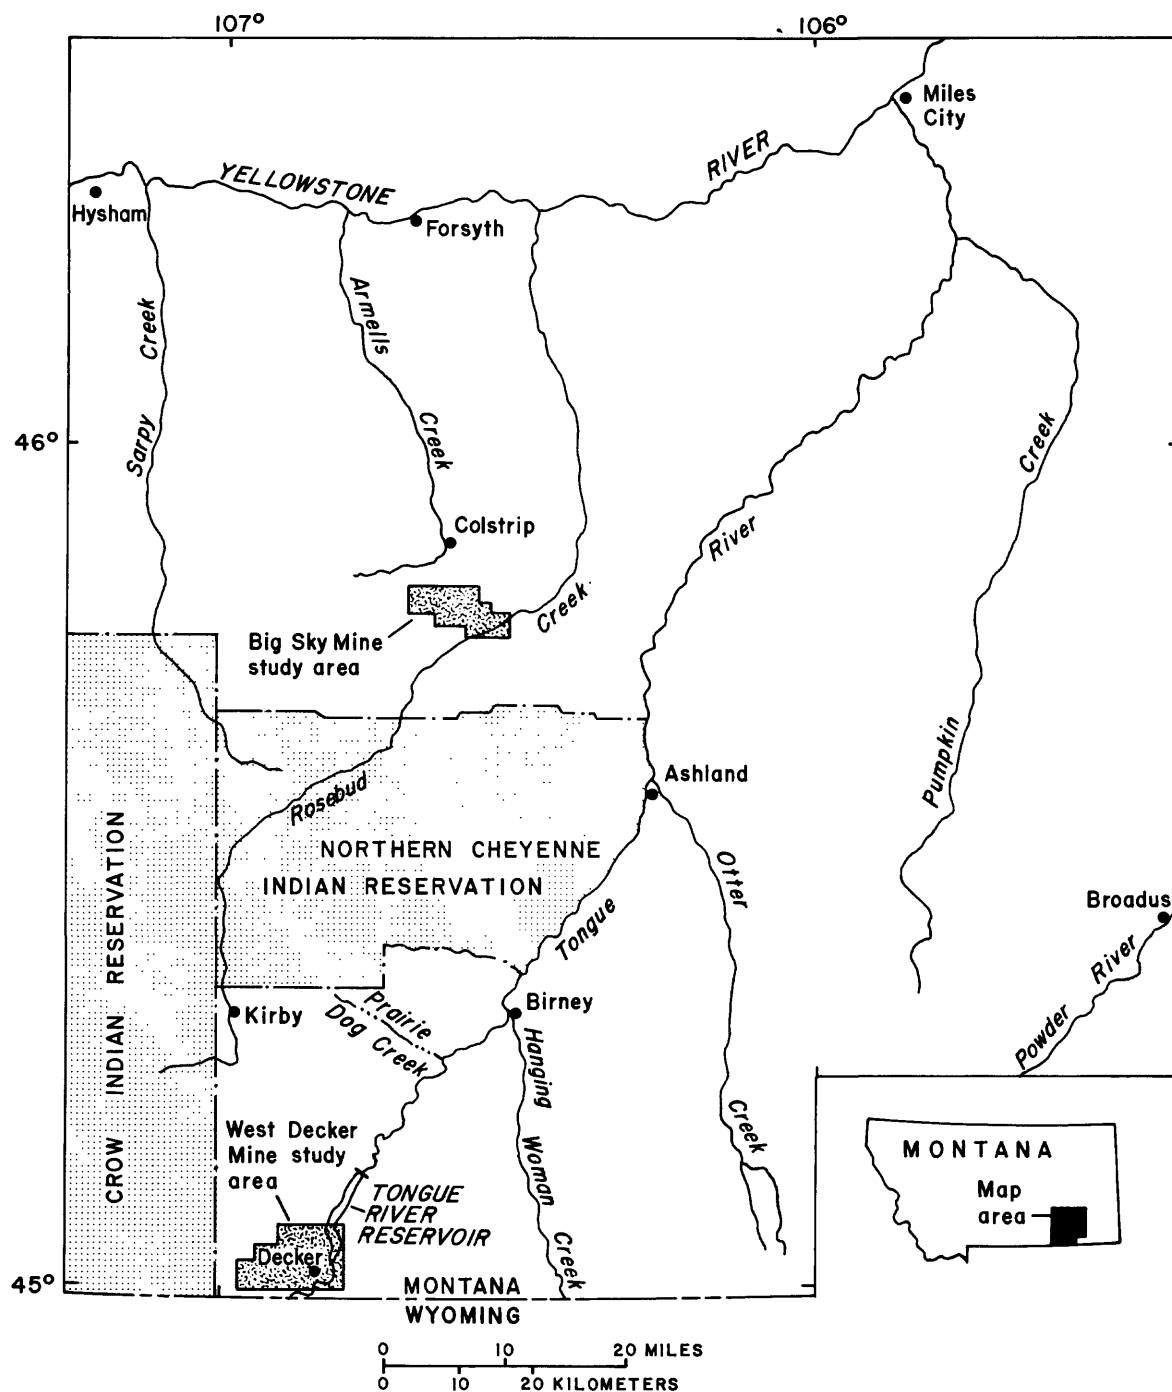 107°
106°
Miles
City
RIVER
YELLOWSTONE
Hysham
Forsyth
Armells
Creek
Sarpy
Creek
46°
Creek
Colstrip
River
Creek
Big Sky Mine
study area
Pumpkin
Ashland
Rosebud
NORTHERN CHEYENNE
INDIAN RESERVATION
CROW INDIAN RESERVATION
Otter
Creek
Tongue
Broadus
Powder River
Birney
Kirby
Prairie
Dog Creek
Hanging
Woman
Creek
West Decker
Mine study
area
TONGUE
RIVER
RESERVOIR
Decker
MONTANA
Map
area
45°
MONTANA
WYOMING
0 10 20 MILES
0 10 20 KILOMETERS